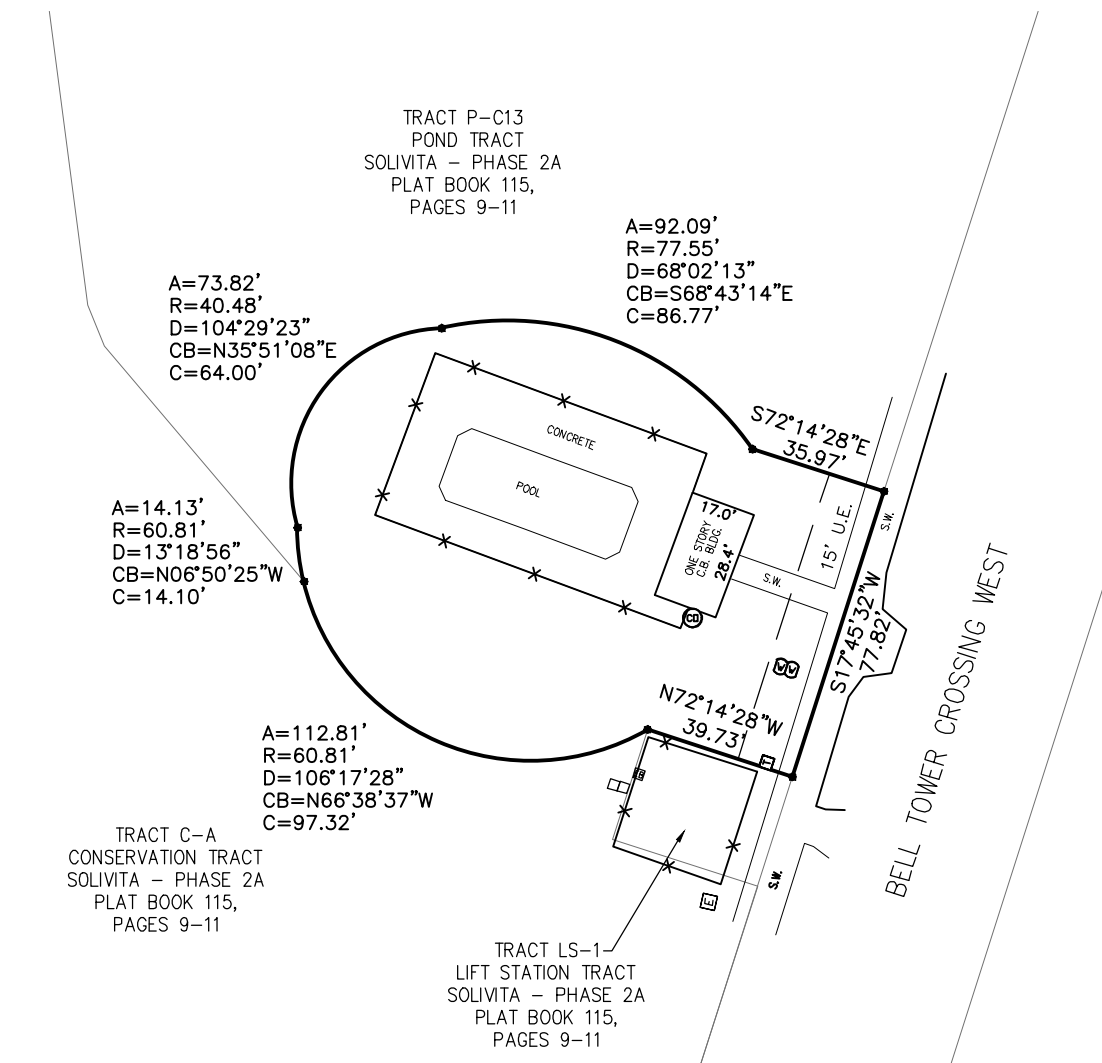 TRACT P-C13
POND TRACT
SOLIVITA - PHASE 2A
PLAT BOOK 115,
PAGES 9-11
A=92.09'
R=77.55'
D=68°02'13"
CB=S68°43'14"E
C=86.77'
A=73.82'
R=40.48'
D=104°29'23"
CB=N35°51'08"E
C=64.00'
S72°14'28"E
35.97'
CONCRETE
POOL
17.0'
ONE STORY
C.B. BLDG.
28.4'
S.W.
15' U.E.
S.W.
A=14.13'
R=60.81'
D=13°18'56"
CB=N06°50'25"W
C=14.10'
CO
W W
S17°45'32"W
77.82'
BELL TOWER CROSSING WEST
N72°14'28"W
39.73'
T
E
S.W.
A=112.81'
R=60.81'
D=106°17'28"
CB=N66°38'37"W
C=97.32'
TRACT C-A
CONSERVATION TRACT
SOLIVITA - PHASE 2A
PLAT BOOK 115,
PAGES 9-11
TRACT LS-1
LIFT STATION TRACT
SOLIVITA - PHASE 2A
PLAT BOOK 115,
PAGES 9-11